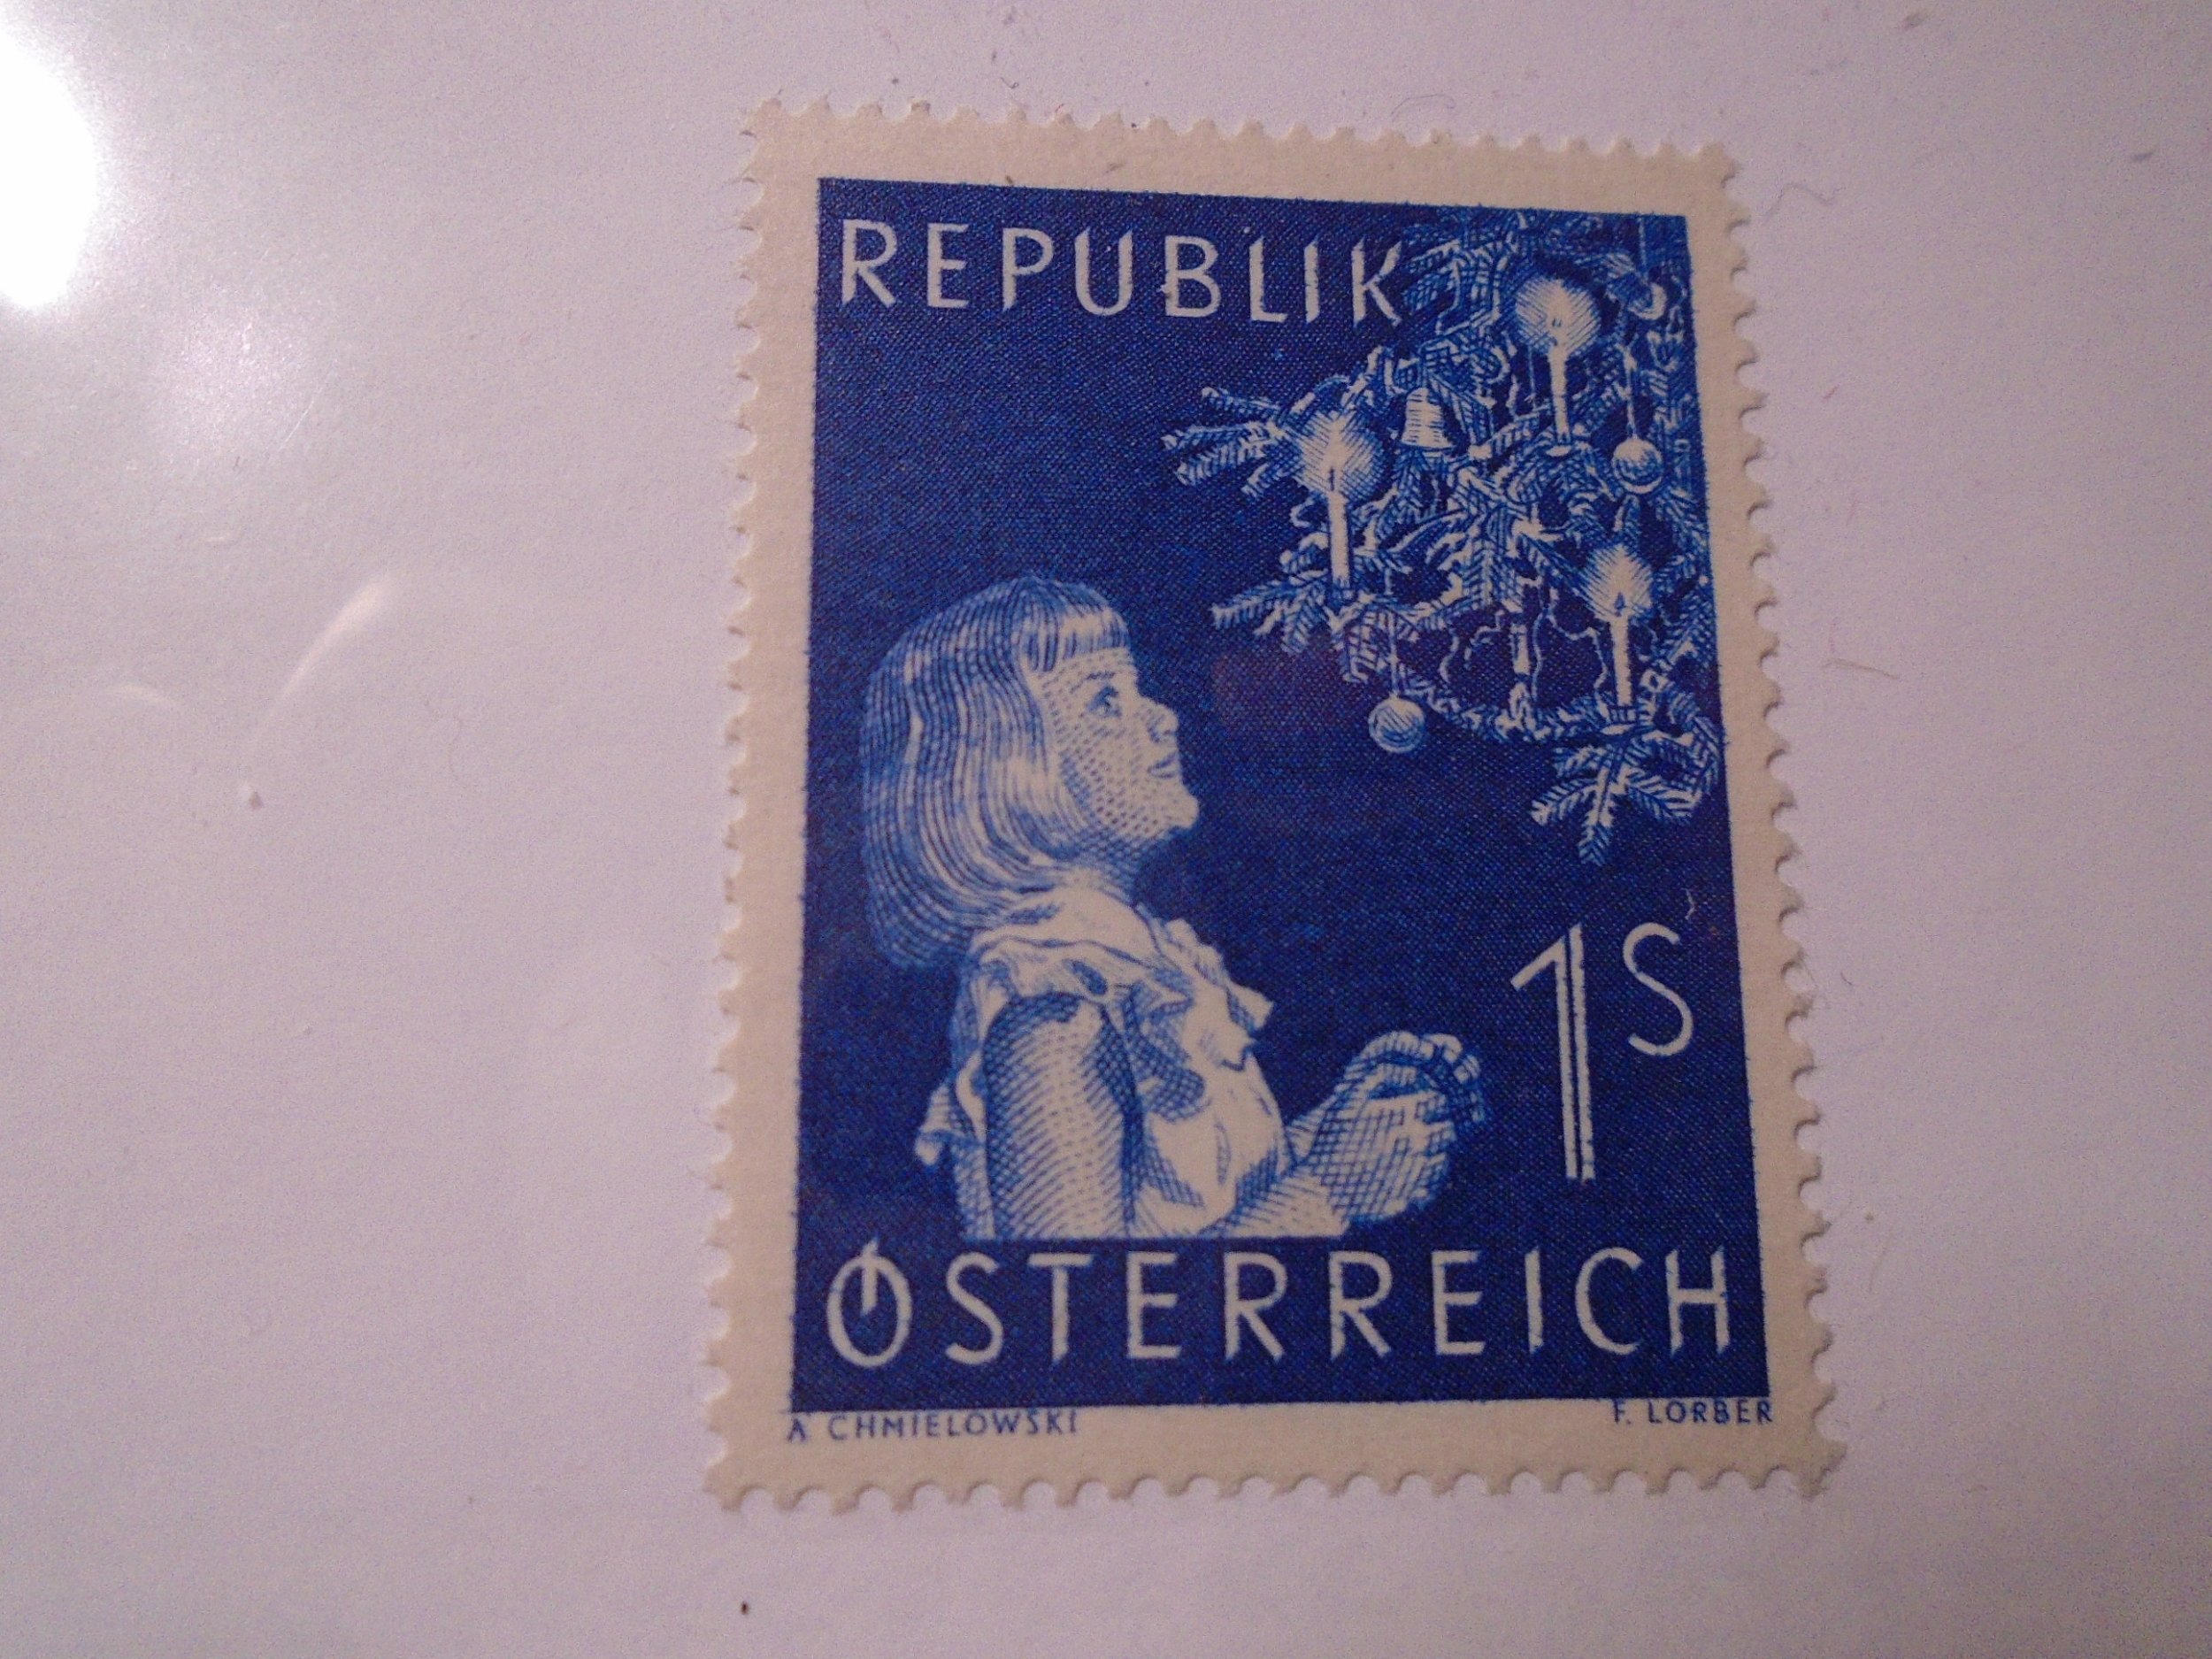 REPUBLIK
1S
ÖSTERREICH
A CHMIELOWSKI
F. LORBER